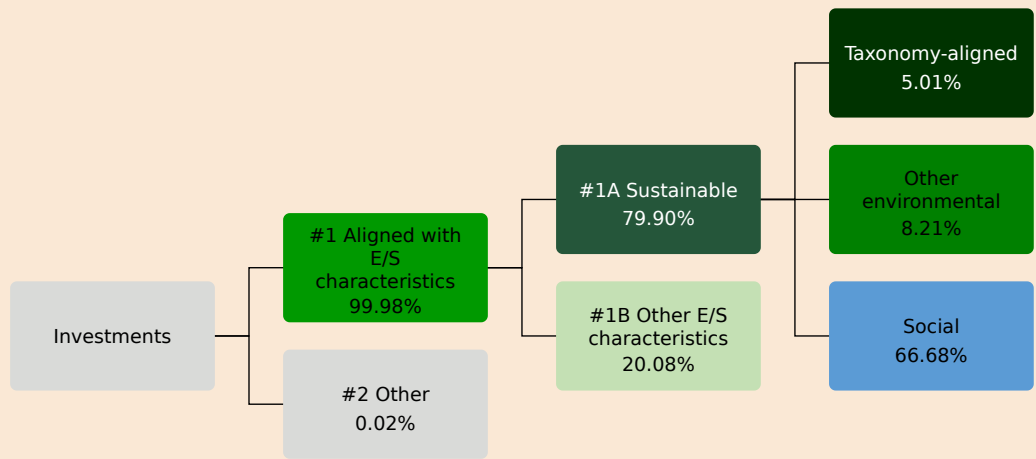 Investments
#1 Aligned with
E/S
characteristics
99.98%
#2 Other
0.02%
#1A Sustainable
79.90%
#1B Other E/S
characteristics
20.08%
Taxonomy-aligned
5.01%
Other
environmental
8.21%
Social
66.68%